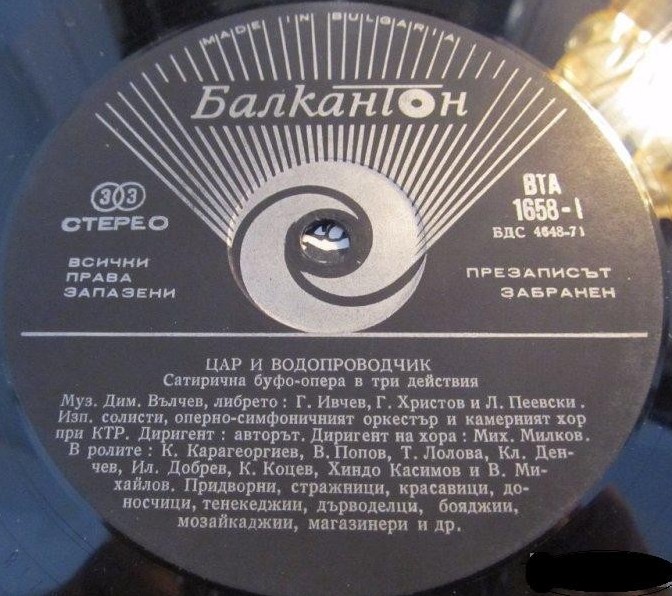 MADE IN BULGARIA
Балкантон
33
СТЕРЕО
ВТА
1658-I
БДС 4648-71
ВСИЧКИ
ПРАВА
ЗАПАЗЕНИ
ПРЕЗАПИСЪТ
ЗАБРАНЕН
ЦАР И ВОДОПРОВОДЧИК
Сатирична буфо-опера в три действия
Муз. Дим. Вълчев, либрето: Г. Ивчев, Г. Христов и Л. Пеевски.
Изп. солисти, оперно-симфоничният оркестър и камерният хор
при КТР. Диригент: авторът. Диригент на хора: Мих. Милков.
В ролите: К. Карагеоргиев, В. Попов, Т. Лолова, Кл. Ден-
чев, Ил. Добрев, К. Коцев, Хиндо Касимов и В. Ми-
хайлов. Придворни, стражници, красавици, до-
носчици, тенекеджии, дърводелци, бояджии,
мозайкаджии, магазинери и др.